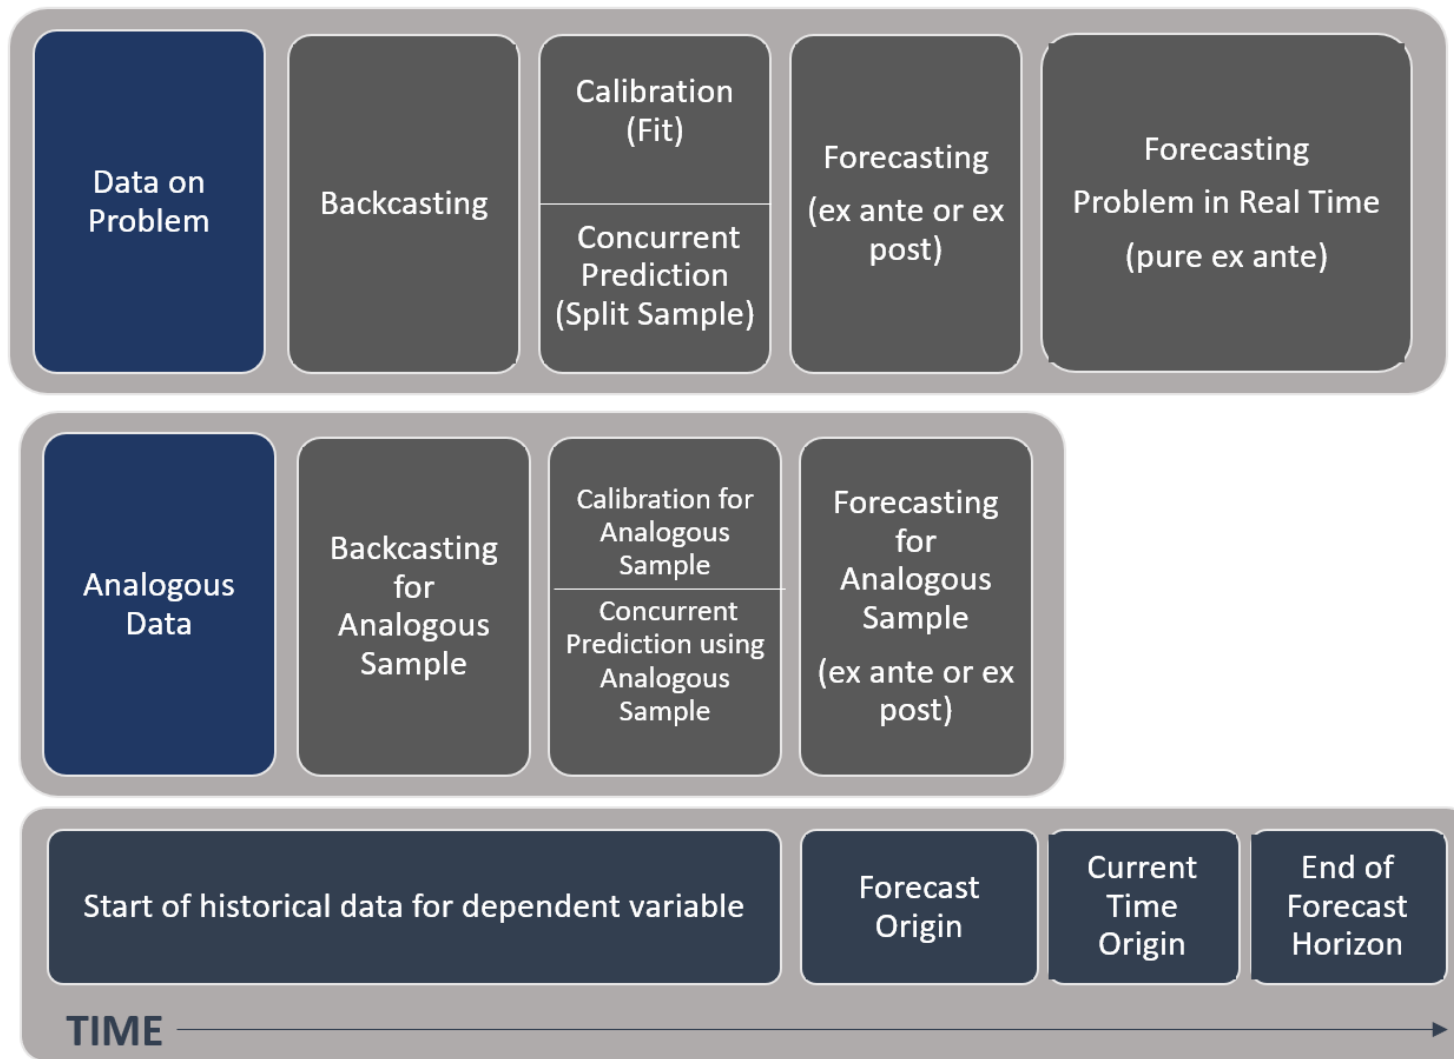 Data on
Problem
Backcasting
Calibration
(Fit)
Concurrent
Prediction
(Split Sample)
Forecasting
(ex ante or ex
post)
Forecasting
Problem in Real Time
(pure ex ante)
Analogous
Data
Backcasting
for
Analogous
Sample
Calibration for
Analogous
Sample
Concurrent
Prediction using
Analogous
Sample
Forecasting
for
Analogous
Sample
(ex ante or ex
post)
Start of historical data for dependent variable
Forecast
Origin
Current
Time
Origin
End of
Forecast
Horizon
TIME